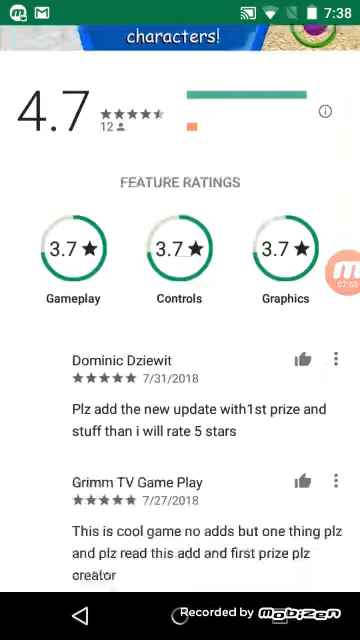 7:38
characters!
4.7
12
FEATURE RATINGS
3.7 3.7 3.7
Gameplay Controls Graphics
07:50
Dominic Dziewit
7/31/2018
Plz add the new update with1st prize and
stuff than i will rate 5 stars
Grimm TV Game Play
7/27/2018
This is cool game no adds but one thing plz
and plz read this add and first prize plz
creator
Recorded by mobizen